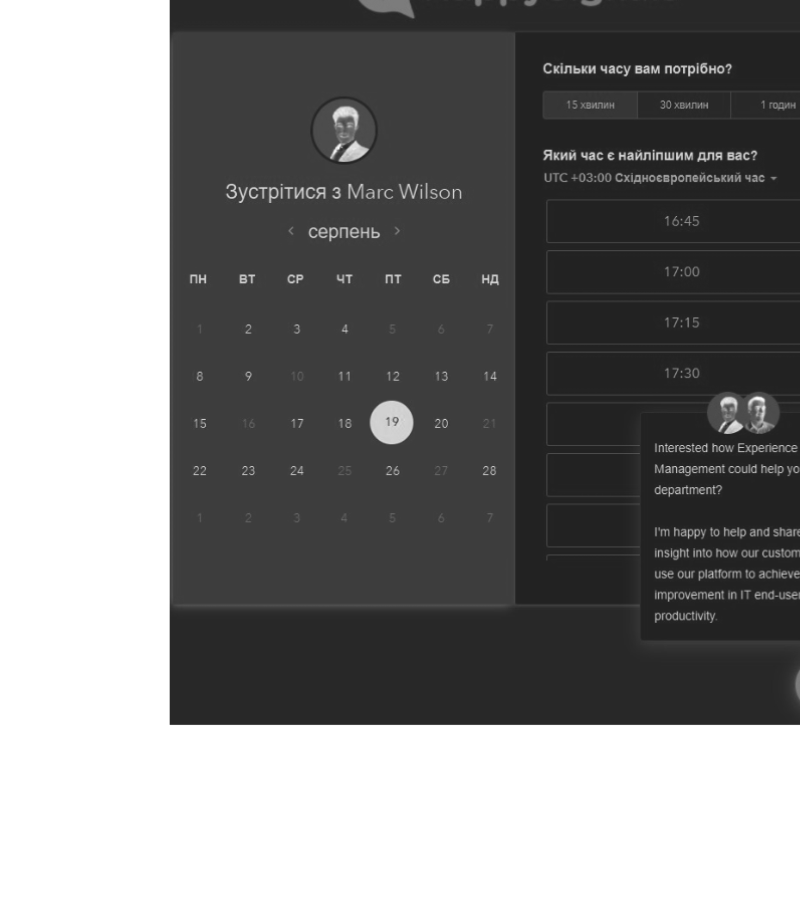 Скільки часу вам потрібно?
15 хвилин 30 хвилин 1 годин
Який час є найліпшим для вас?
UTC +03:00 Східноєвропейський час
Зустрітися з Marc Wilson
серпень
ПН ВТ СР ЧТ ПТ СБ НД
1 2 3 4 5 6 7
8 9 10 11 12 13 14
15 16 17 18 19 20 21
22 23 24 25 26 27 28
1 2 3 4 5 6 7
16:45
17:00
17:15
17:30
Interested how Experience
Management could help yo
department?
I'm happy to help and share
insight into how our custom
use our platform to achieve
improvement in IT end-user
productivity.